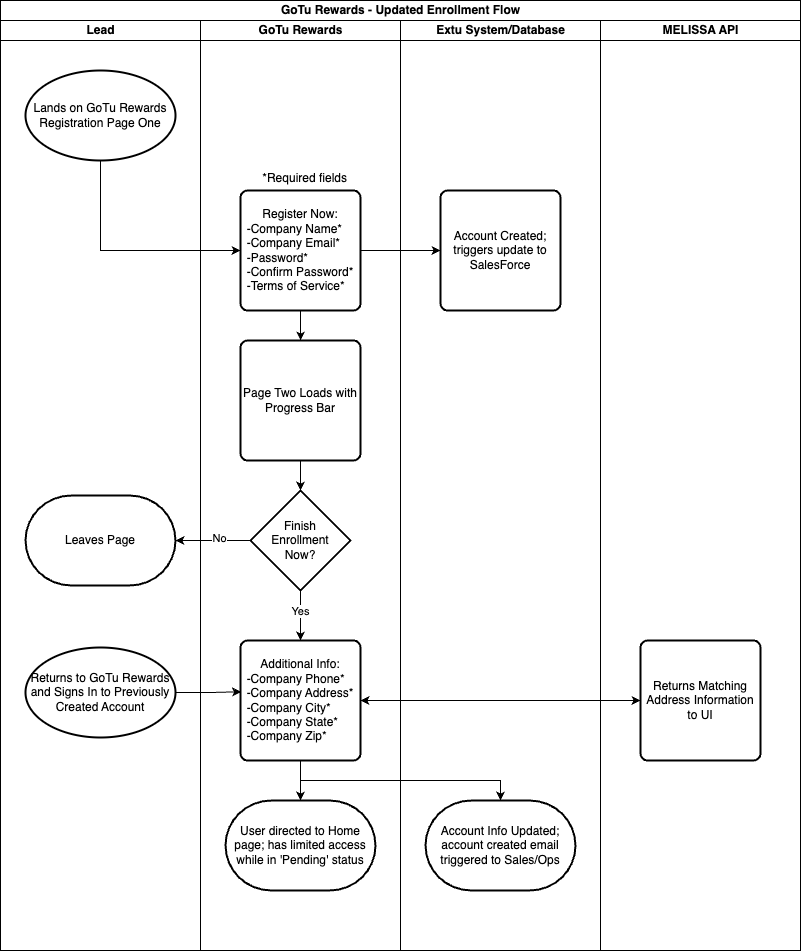 GoTu Rewards - Updated Enrollment Flow
Lead
GoTu Rewards
Extu System/Database
MELISSA API
Lands on GoTu Rewards
Registration Page One
*Required fields
Register Now:
-Company Name*
-Company Email*
-Password*
-Confirm Password*
-Terms of Service*
Account Created;
triggers update to
SalesForce
Page Two Loads with
Progress Bar
Finish
Enrollment
Now?
No
Leaves Page
Yes
Returns to GoTu Rewards
and Signs In to Previously
Created Account
Additional Info:
-Company Phone*
-Company Address*
-Company City*
-Company State*
-Company Zip*
Returns Matching
Address Information
to UI
User directed to Home
page; has limited access
while in 'Pending' status
Account Info Updated;
account created email
triggered to Sales/Ops